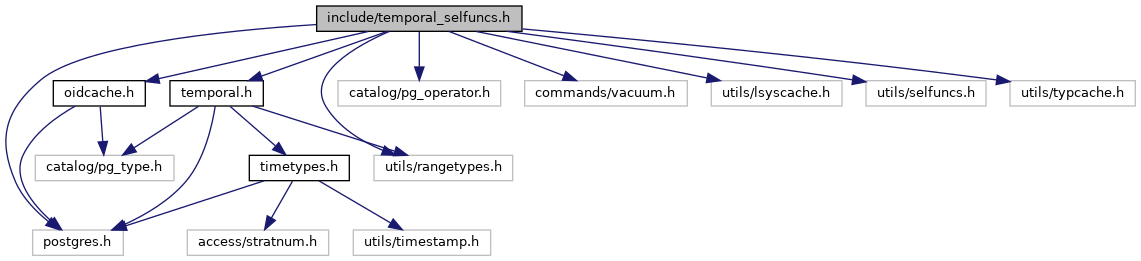 include/temporal_selfuncs.h
oidcache.h
temporal.h
catalog/pg_operator.h
commands/vacuum.h
utils/lsyscache.h
utils/selfuncs.h
utils/typcache.h
catalog/pg_type.h
timetypes.h
utils/rangetypes.h
postgres.h
access/stratnum.h
utils/timestamp.h